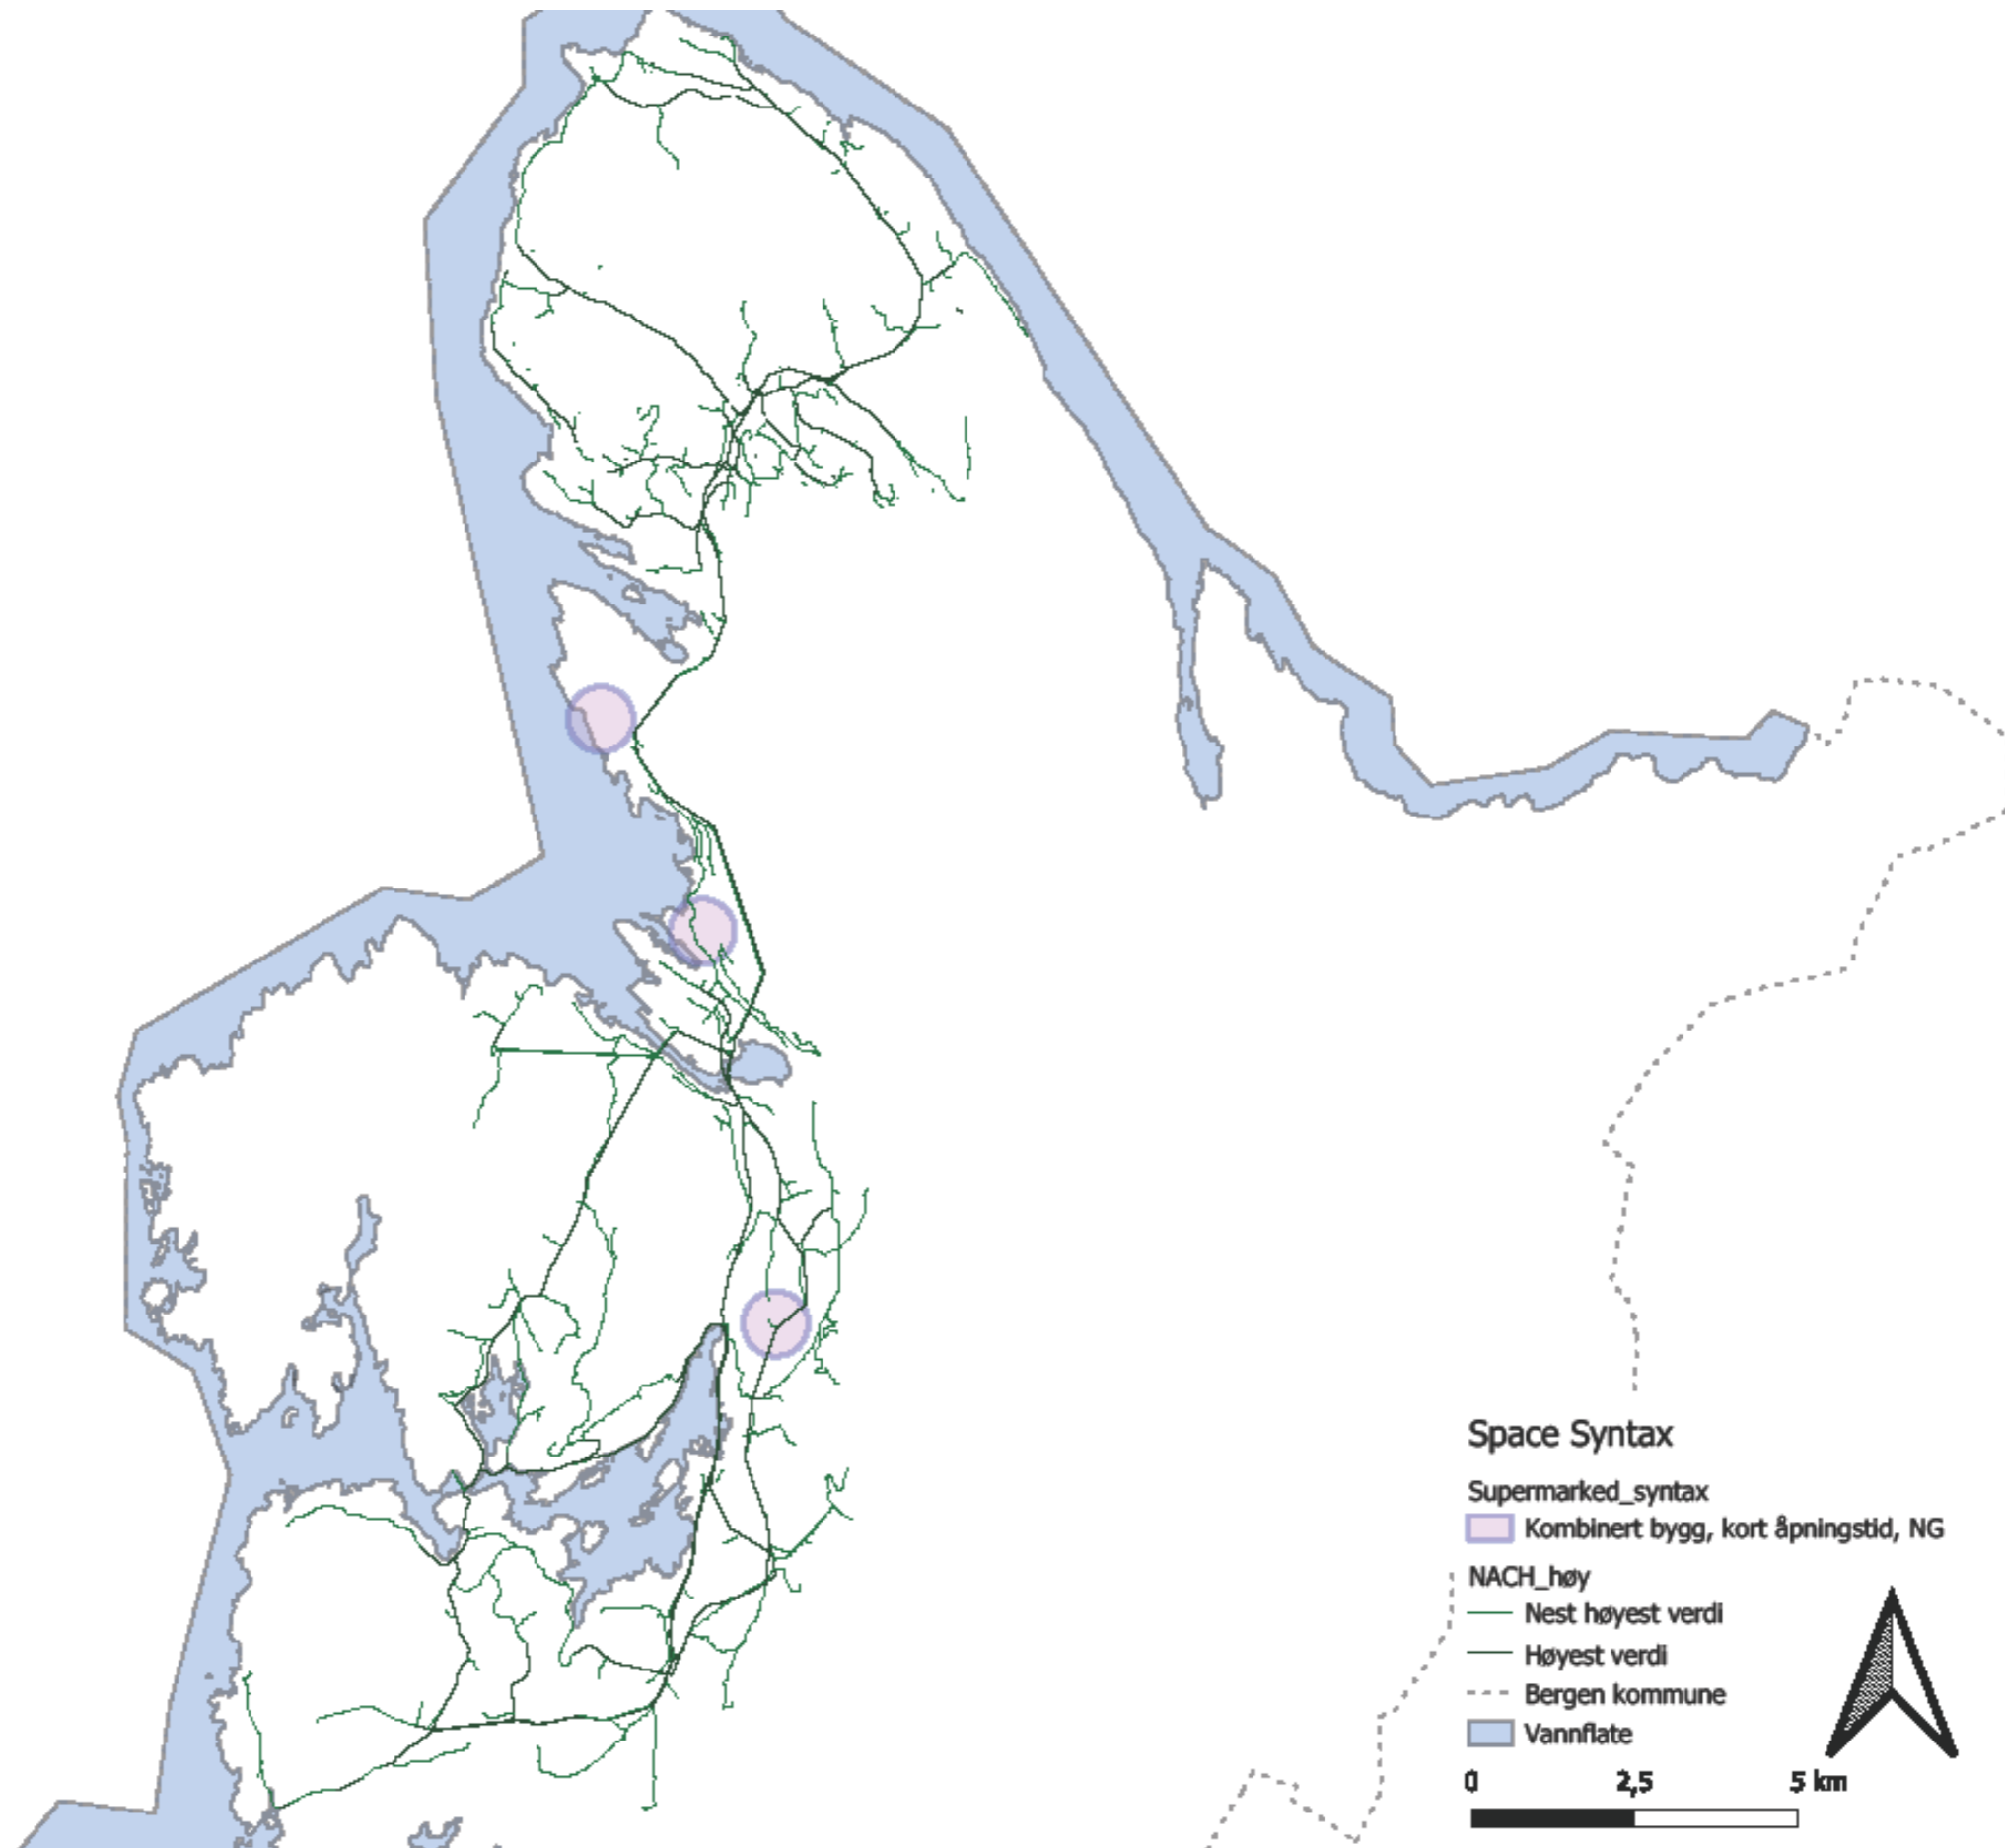 Space Syntax
Supermarked_syntax
Kombinert bygg, kort åpningstid, NG
NACH_høy
Nest høyest verdi
Høyest verdi
Bergen kommune
Vannflate
0 2,5 5 km